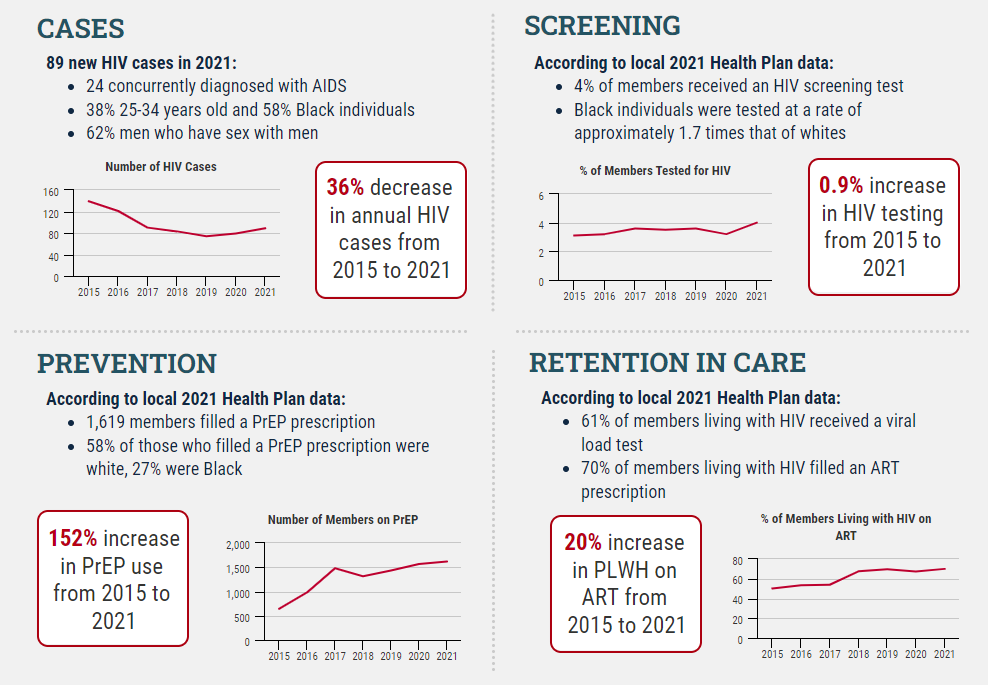 CASES
89 new HIV cases in 2021:
• 24 concurrently diagnosed with AIDS
• 38% 25-34 years old and 58% Black individuals
• 62% men who have sex with men
Number of HIV Cases
160
120
80
40
0
2015 2016 2017 2018 2019 2020 2021
36% decrease
in annual HIV
cases from
2015 to 2021
SCREENING
According to local 2021 Health Plan data:
• 4% of members received an HIV screening test
• Black individuals were tested at a rate of
approximately 1.7 times that of whites
% of Members Tested for HIV
6
4
2
0
2015 2016 2017 2018 2019 2020 2021
0.9% increase
in HIV testing
from 2015 to
2021
PREVENTION
According to local 2021 Health Plan data:
• 1,619 members filled a PrEP prescription
• 58% of those who filled a PrEP prescription were
white, 27% were Black
152% increase
in PrEP use
from 2015 to
2021
Number of Members on PrEP
2,000
1,500
1,000
500
0
2015 2016 2017 2018 2019 2020 2021
RETENTION IN CARE
According to local 2021 Health Plan data:
• 61% of members living with HIV received a viral
load test
• 70% of members living with HIV filled an ART
prescription
20% increase
in PLWH on
ART from
2015 to 2021
% of Members Living with HIV on
ART
80
60
40
20
0
2015 2016 2017 2018 2019 2020 2021